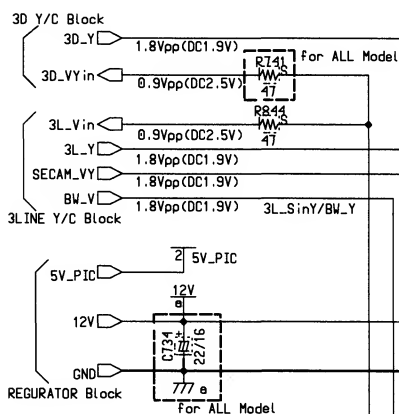 3D Y/C Block
3D_Y
1.8Vpp(DC1.9V)
for ALL Model
R741
S
3D_VYin
0.9Vpp(DC2.5V)
47
3L_Vin
R844
S
0.9Vpp(DC2.5V)
47
3L_Y
1.8Vpp(DC1.9V)
SECAM_VY
1.8Vpp(DC1.9V)
BW_V
1.8Vpp(DC1.9V)
3L_SinY/BW_Y
3LINE Y/C Block
2
5V_PIC
5V_PIC
12V
a
12V
C734
+
22/16
GND
a
REGURATOR Block
for ALL Model